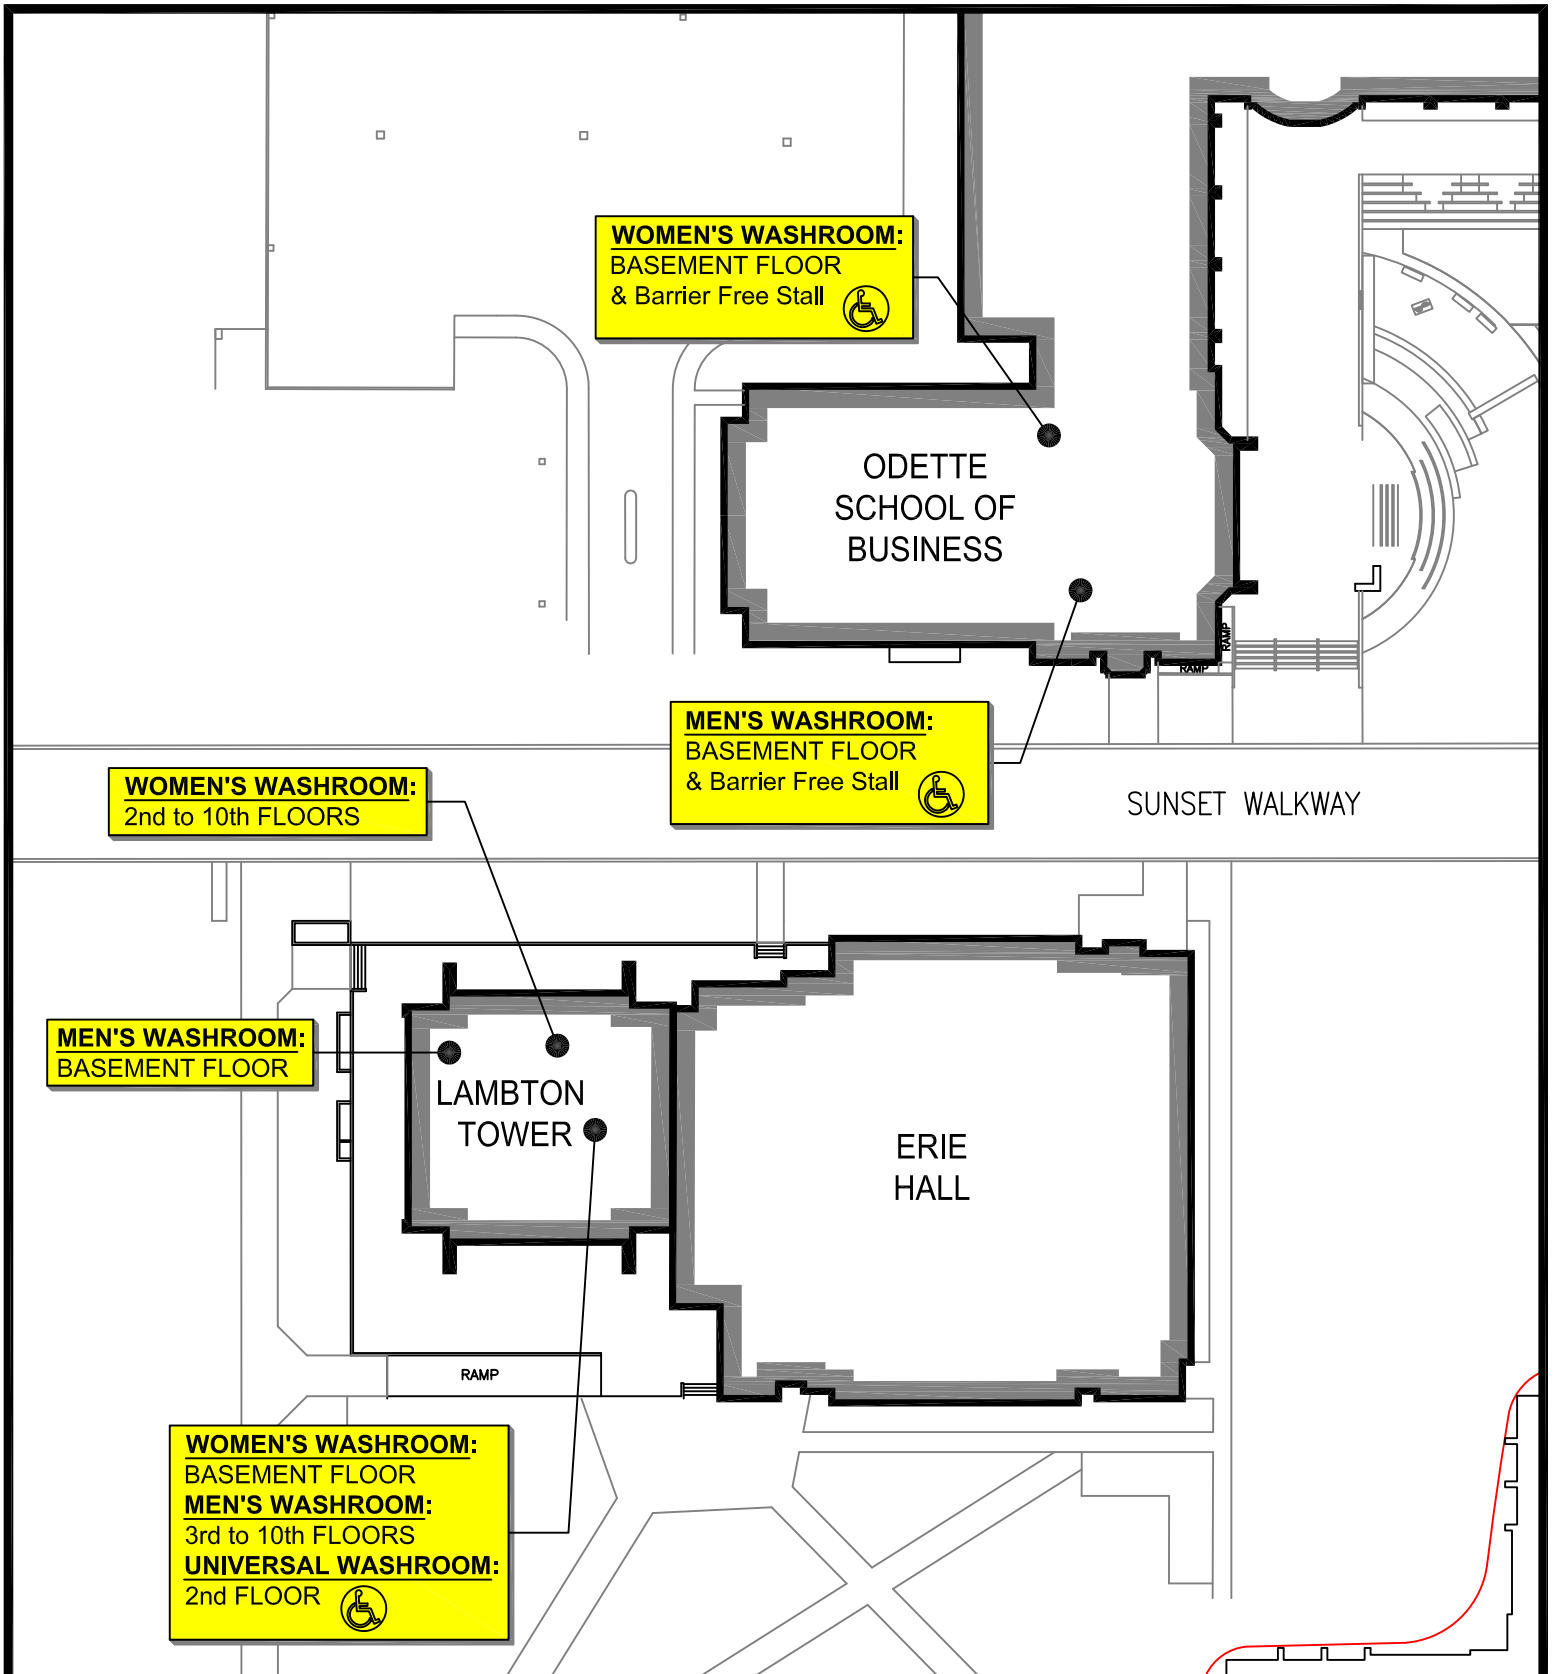 WOMEN'S WASHROOM:
BASEMENT FLOOR
& Barrier Free Stall
ODETTE
SCHOOL OF
BUSINESS
RAMP
RAMP
MEN'S WASHROOM:
BASEMENT FLOOR
& Barrier Free Stall
WOMEN'S WASHROOM:
2nd to 10th FLOORS
SUNSET WALKWAY
MEN'S WASHROOM:
BASEMENT FLOOR
LAMBTON
TOWER
ERIE
HALL
RAMP
WOMEN'S WASHROOM:
BASEMENT FLOOR
MEN'S WASHROOM:
3rd to 10th FLOORS
UNIVERSAL WASHROOM:
2nd FLOOR